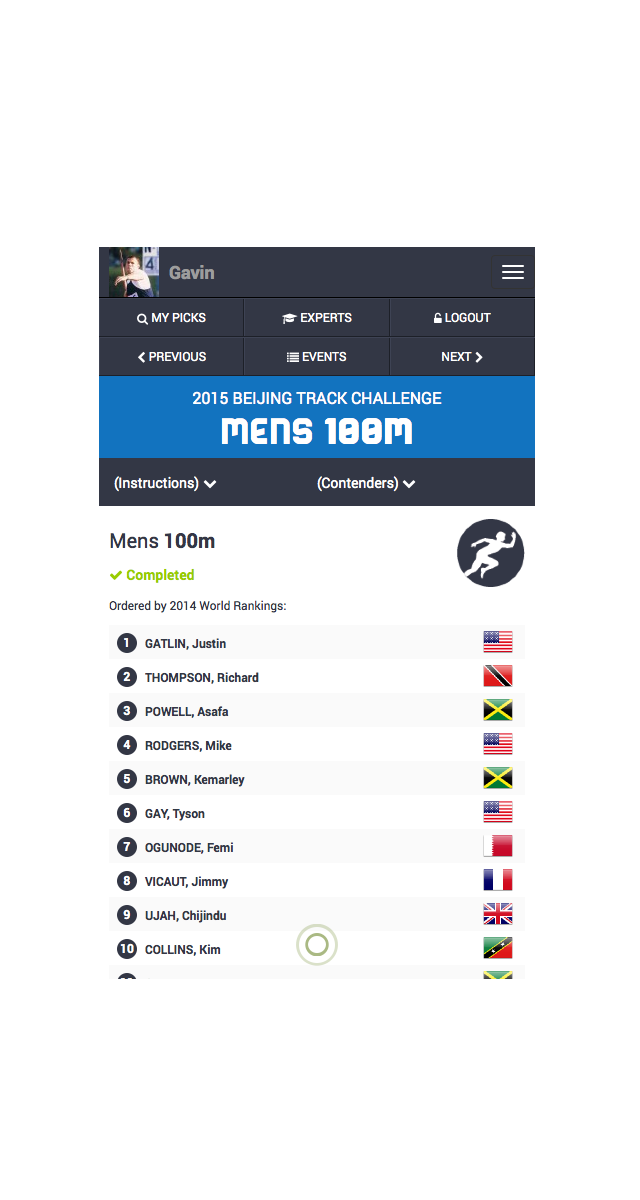 Gavin
MY PICKS
EXPERTS
LOGOUT
PREVIOUS
EVENTS
NEXT
2015 BEIJING TRACK CHALLENGE
MENS 100M
(Instructions)
(Contenders)
Mens 100m
Completed
Ordered by 2014 World Rankings:
1 GATLIN, Justin
2 THOMPSON, Richard
3 POWELL, Asafa
4 RODGERS, Mike
5 BROWN, Kemarley
6 GAY, Tyson
7 OGUNODE, Femi
8 VICAUT, Jimmy
9 UJAH, Chijindu
10 COLLINS, Kim